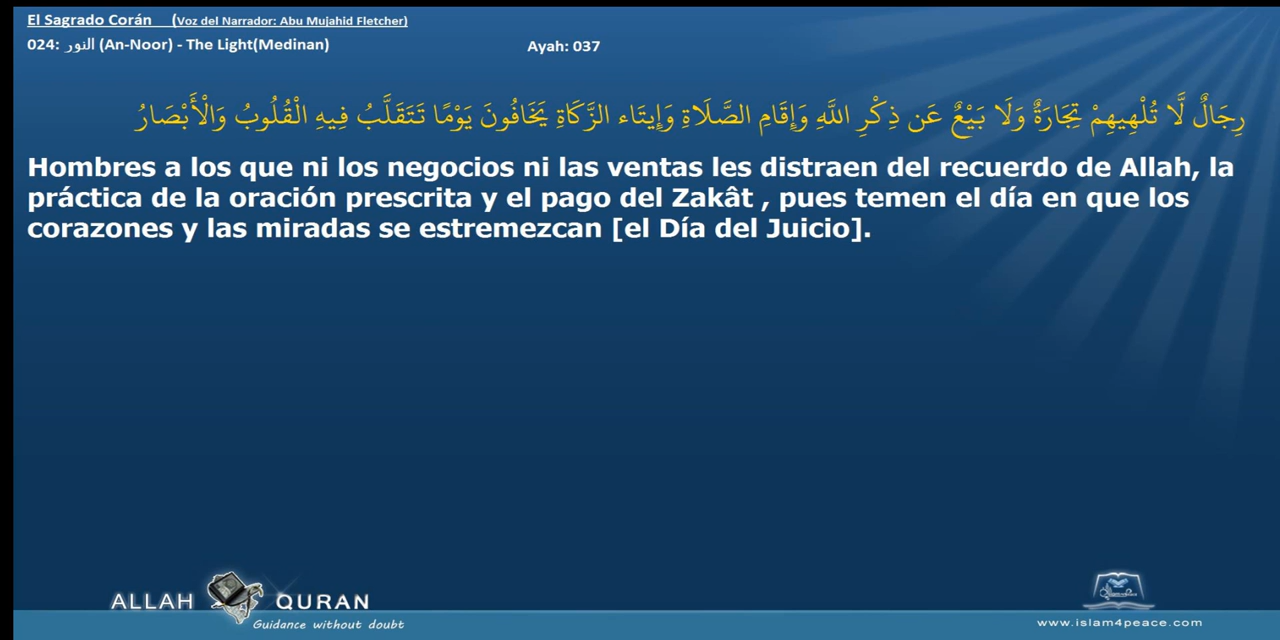 El Sagrado Corán (Voz del Narrador: Abu Mujahid Fletcher)
024: النور (An-Noor) - The Light(Medinan) Ayah: 037
رِجَالٌ لَّا تُلْهِيهِمْ تِجَارَةٌ وَلَا بَيْعٌ عَن ذِكْرِ اللَّهِ وَإِقَامِ الصَّلَاةِ وَإِيتَاء الزَّكَاةِ يَخَافُونَ يَوْمًا تَتَقَلَّبُ فِيهِ الْقُلُوبُ وَالْأَبْصَارُ
Hombres a los que ni los negocios ni las ventas les distraen del recuerdo de Allah, la
práctica de la oración prescrita y el pago del Zakât , pues temen el día en que los
corazones y las miradas se estremezcan [el Día del Juicio].
ALLAH QURAN
Guidance without doubt
www.islam4peace.com